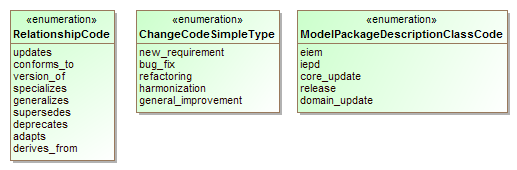 «enumeration»
RelationshipCode
updates
conforms_to
version_of
specializes
generalizes
supersedes
deprecates
adapts
derives_from
«enumeration»
ChangeCodeSimpleType
new_requirement
bug_fix
refactoring
harmonization
general_improvement
«enumeration»
ModelPackageDescriptionClassCode
eiem
iepd
core_update
release
domain_update